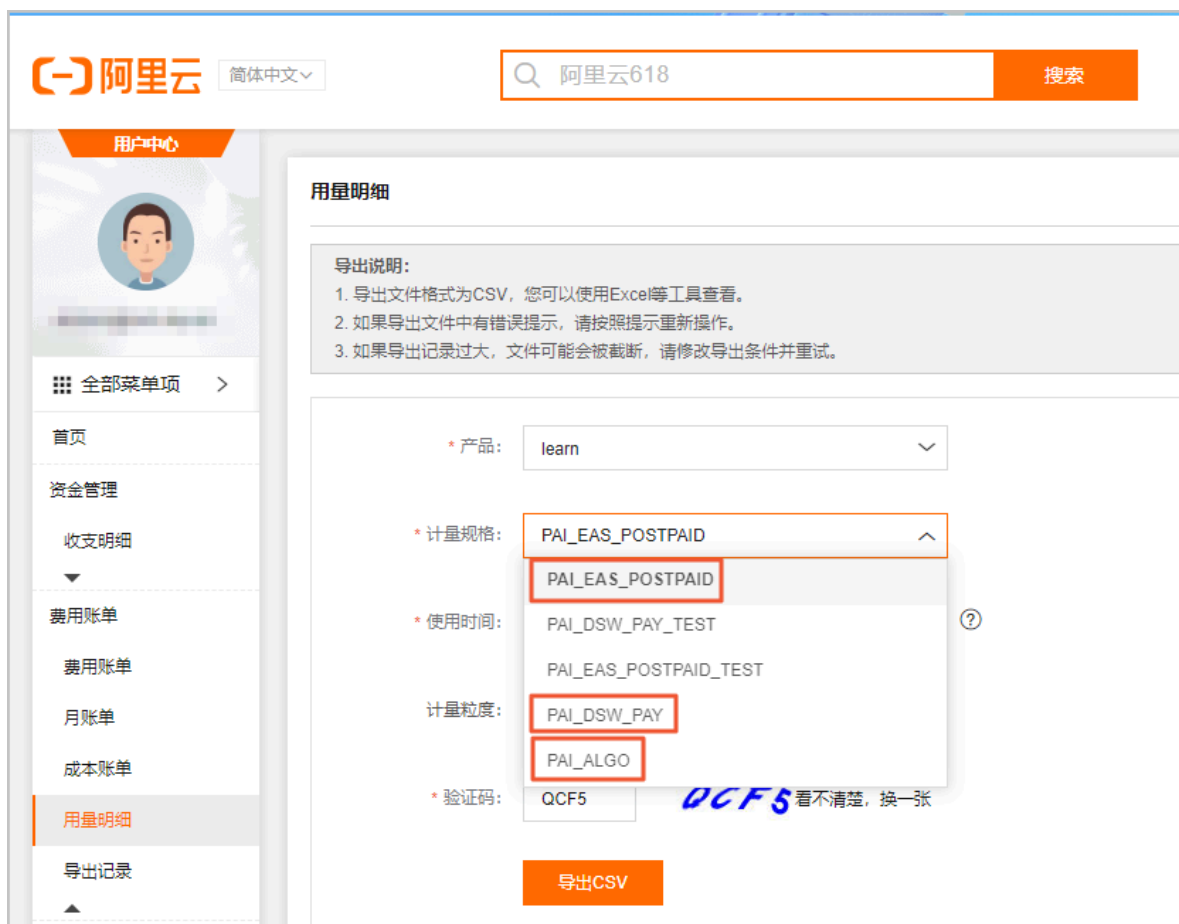 阿里云
简体中文
阿里云618
搜索
用户中心
全部菜单项
首页
资金管理
收支明细
费用账单
费用账单
月账单
成本账单
用量明细
导出记录
用量明细
导出说明：
1. 导出文件格式为CSV，您可以使用Excel等工具查看。
2. 如果导出文件中有错误提示，请按照提示重新操作。
3. 如果导出记录过大，文件可能会被截断，请修改导出条件并重试。
* 产品：
learn
* 计量规格：
PAI_EAS_POSTPAID
PAI_EAS_POSTPAID
PAI_DSW_PAY_TEST
PAI_EAS_POSTPAID_TEST
PAI_DSW_PAY
PAI_ALGO
* 使用时间：
?
计量粒度：
* 验证码：
QCF5
QCF5
看不清楚，换一张
导出CSV